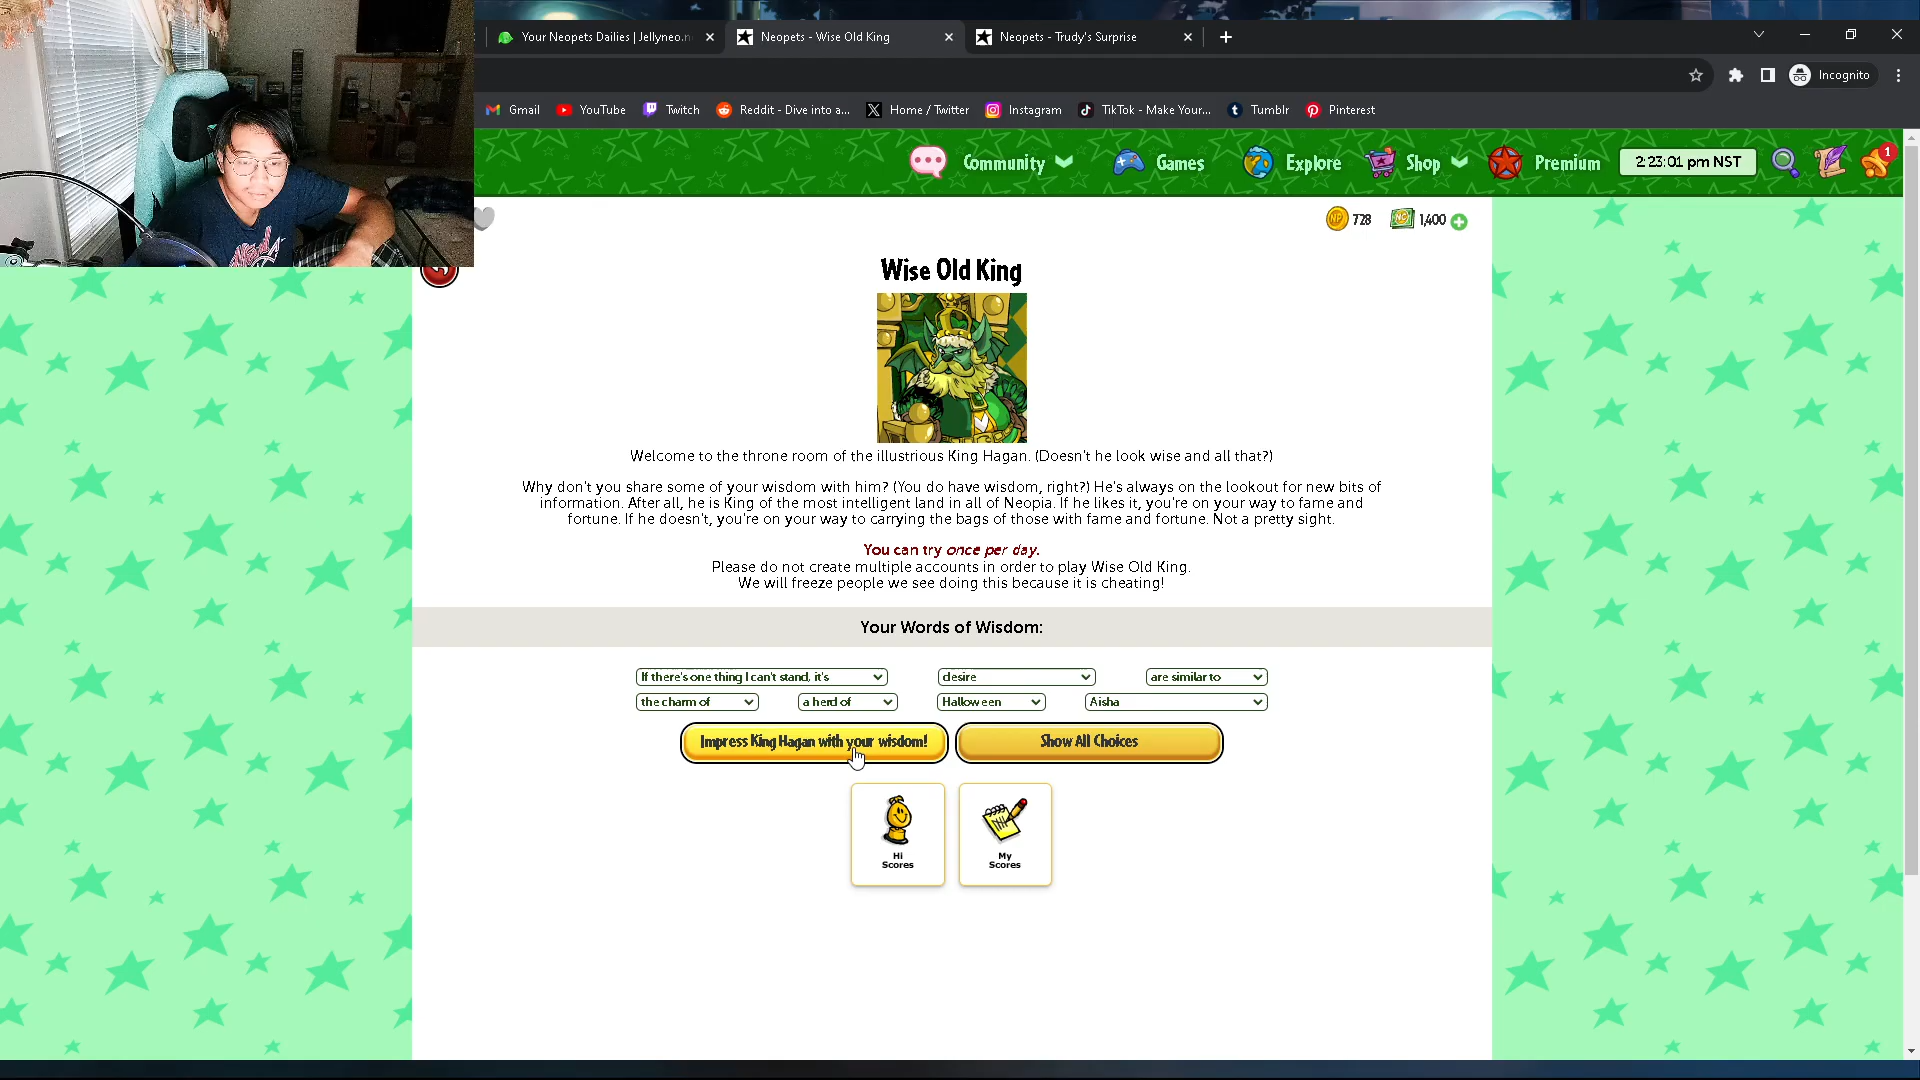 Your Neopets Dailies | Jellyneo.n
Neopets - Wise Old King
Neopets - Trudy's Surprise
Incognito
Gmail
YouTube
Twitch
Reddit - Dive into a...
Home / Twitter
Instagram
TikTok - Make Your...
Tumblr
Pinterest
Community
Games
Explore
Shop
Premium
2:23:01 pm NST
1
NP
728
NC
1,400
Wise Old King
Welcome to the throne room of the illustrious King Hagan. (Doesn't he look wise and all that?)
Why don't you share some of your wisdom with him? (You do have wisdom, right?) He's always on the lookout for new bits of
information. After all, he is King of the most intelligent land in all of Neopia. If he likes it, you're on your way to fame and
fortune. If he doesn't, you're on your way to carrying the bags of those with fame and fortune. Not a pretty sight.
You can try once per day.
Please do not create multiple accounts in order to play Wise Old King.
We will freeze people we see doing this because it is cheating!
Your Words of Wisdom:
If there's one thing I can't stand, it's
desire
are similar to
the charm of
a herd of
Halloween
Aisha
Impress King Hagan with your wisdom!
Show All Choices
Hi
Scores
My
Scores